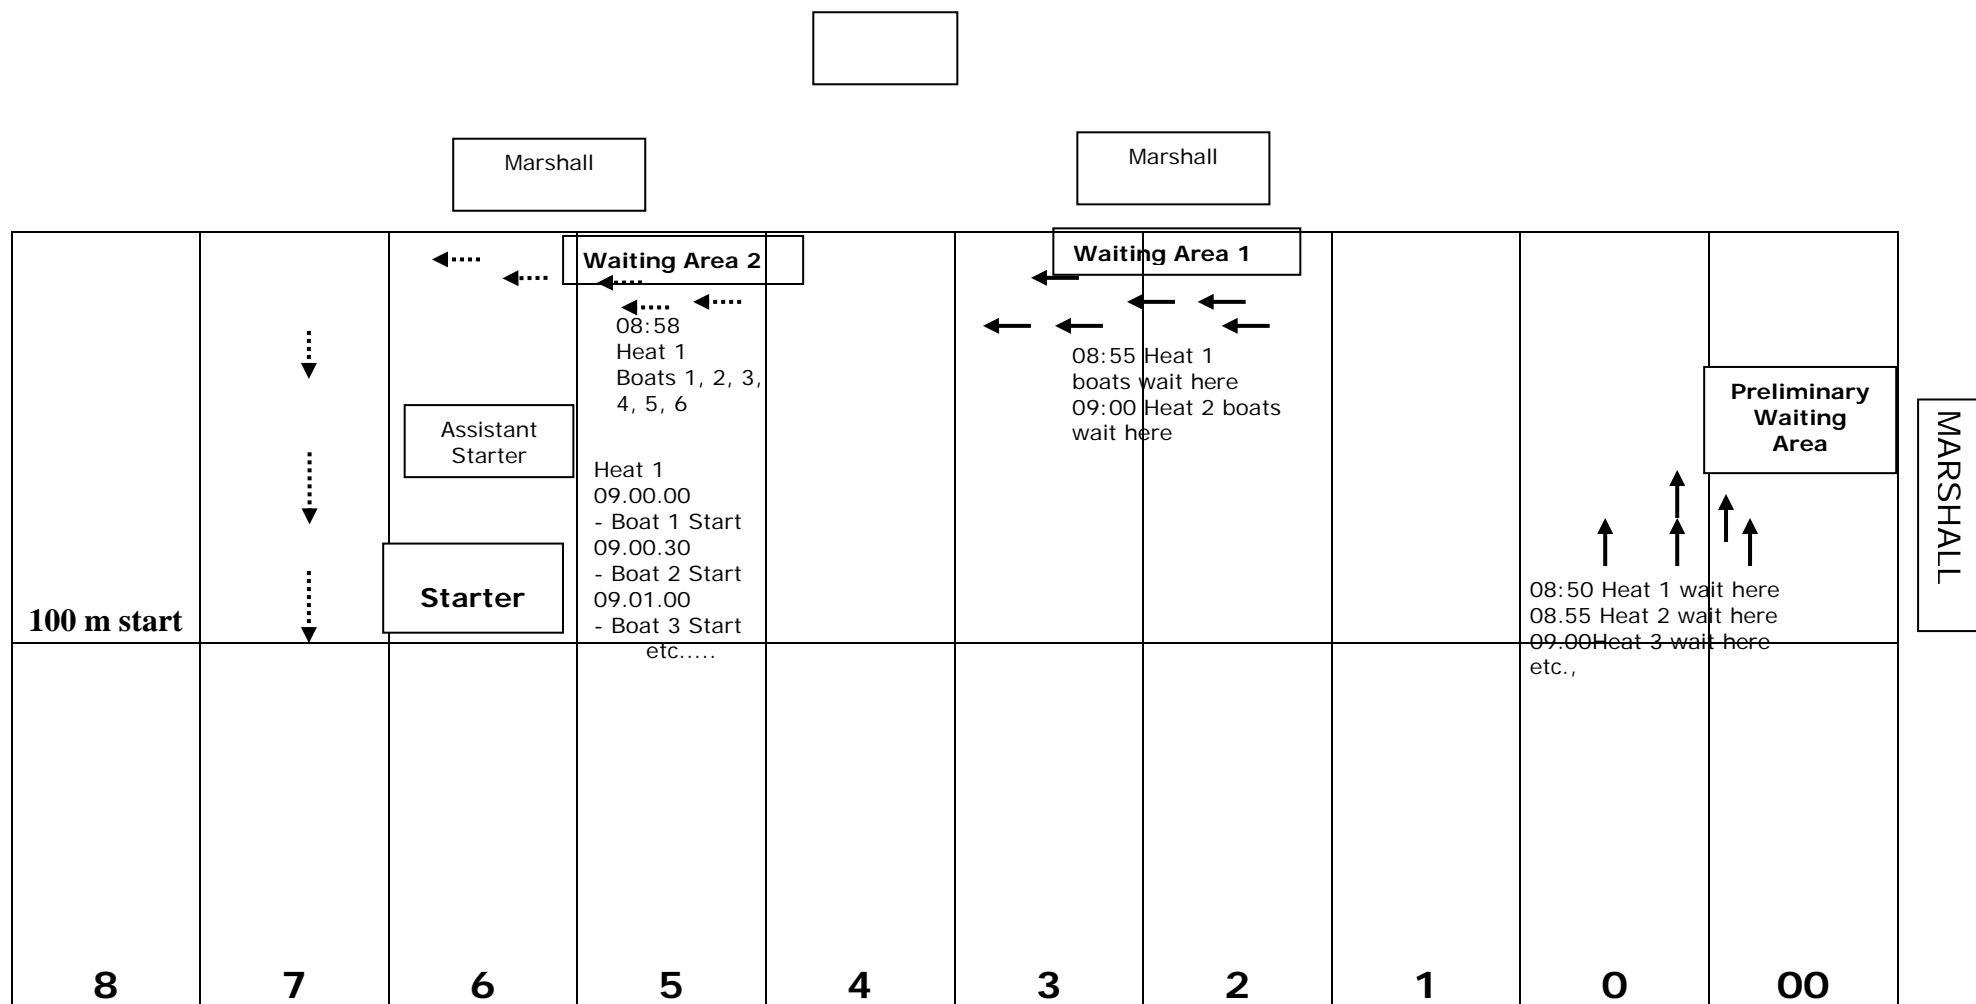 Marshall
Marshall
Waiting Area 2
Waiting Area 1
08:58
Heat 1
Boats 1, 2, 3,
4, 5, 6
08:55 Heat 1
boats wait here
09:00 Heat 2 boats
wait here
Preliminary
Waiting
Area
MARSHALL
Assistant
Starter
Heat 1
09.00.00
- Boat 1 Start
09.00.30
- Boat 2 Start
09.01.00
- Boat 3 Start
etc.....
Starter
100 m start
08:50 Heat 1 wait here
08.55 Heat 2 wait here
09.00Heat 3 wait here
etc.,
8 7 6 5 4 3 2 1 0 00